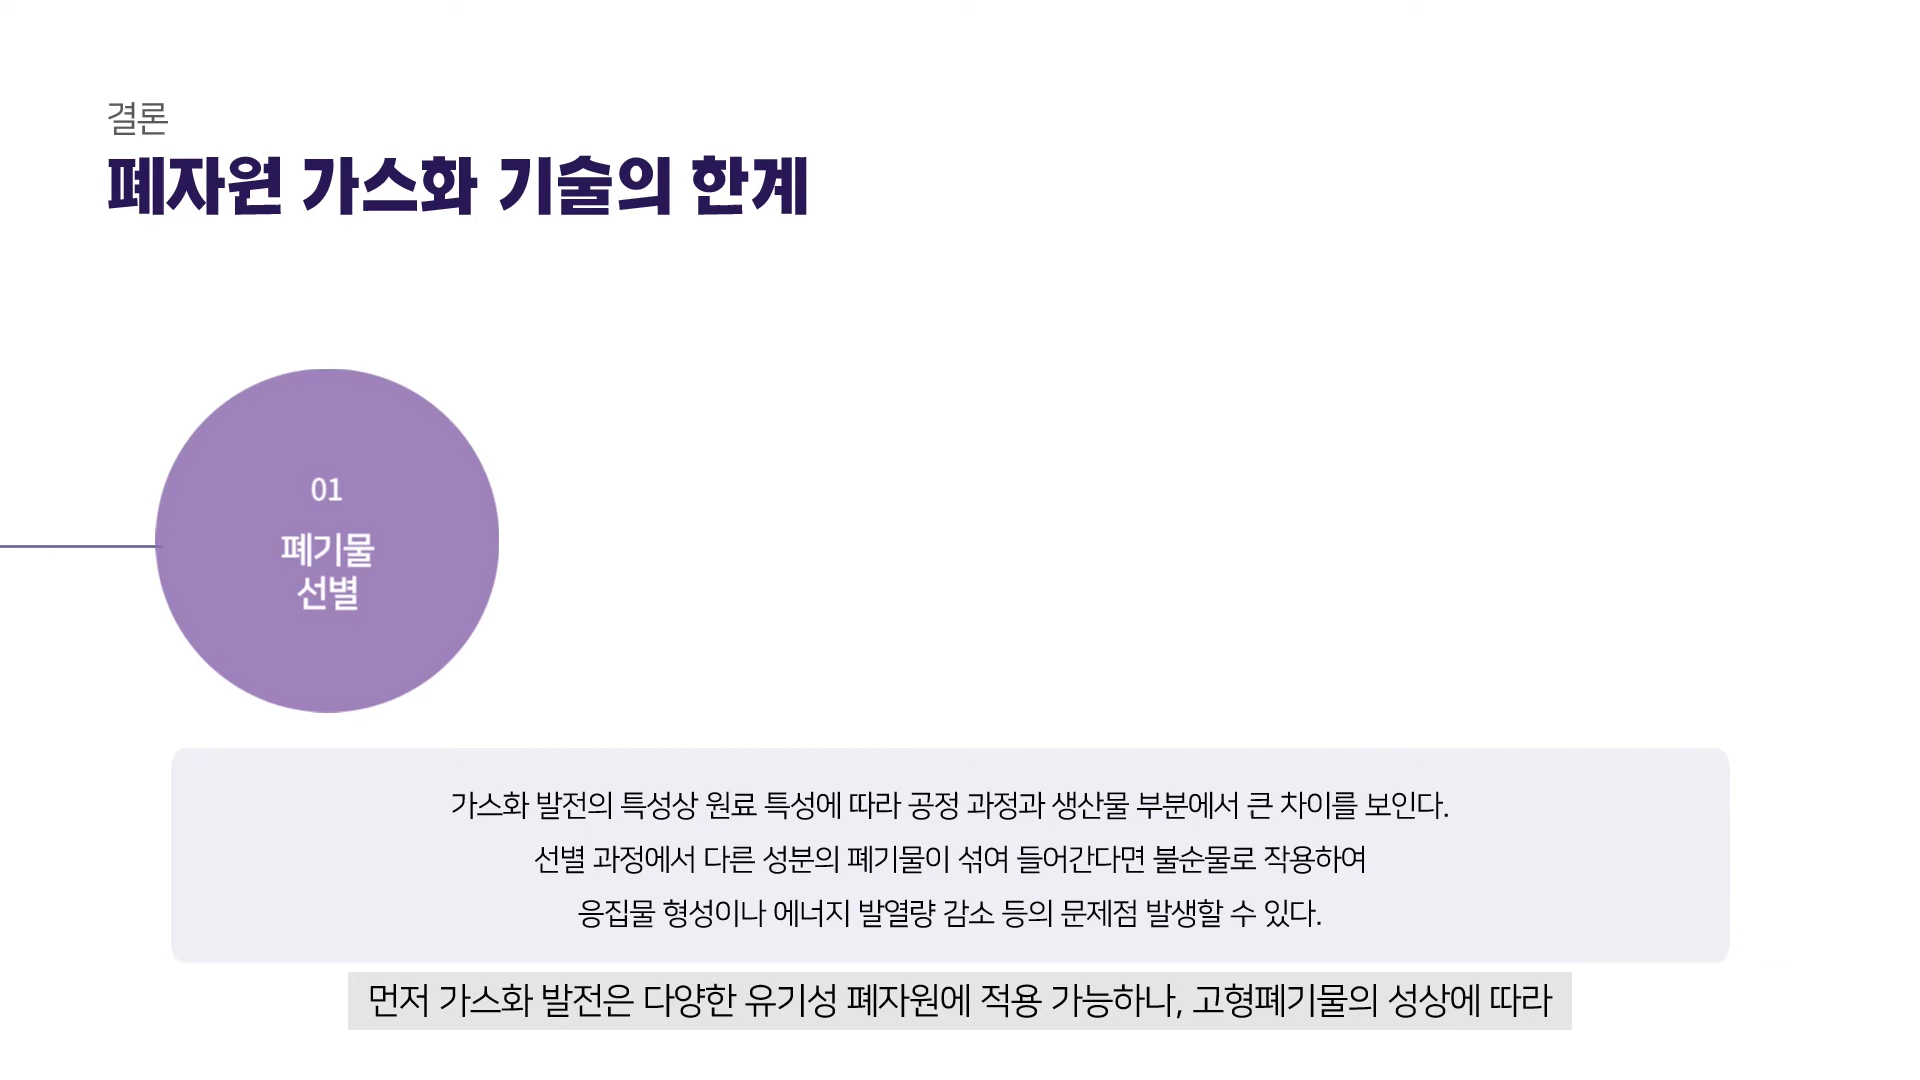 결론
폐자원 가스화 기술의 한계
01
폐기물
선별
가스화 발전의 특성상 원료 특성에 따라 공정 과정과 생산물 부분에서 큰 차이를 보인다.
선별 과정에서 다른 성분의 폐기물이 섞여 들어간다면 불순물로 작용하여
응집물 형성이나 에너지 발열량 감소 등의 문제점 발생할 수 있다.
먼저 가스화 발전은 다양한 유기성 폐자원에 적용 가능하나, 고형폐기물의 성상에 따라